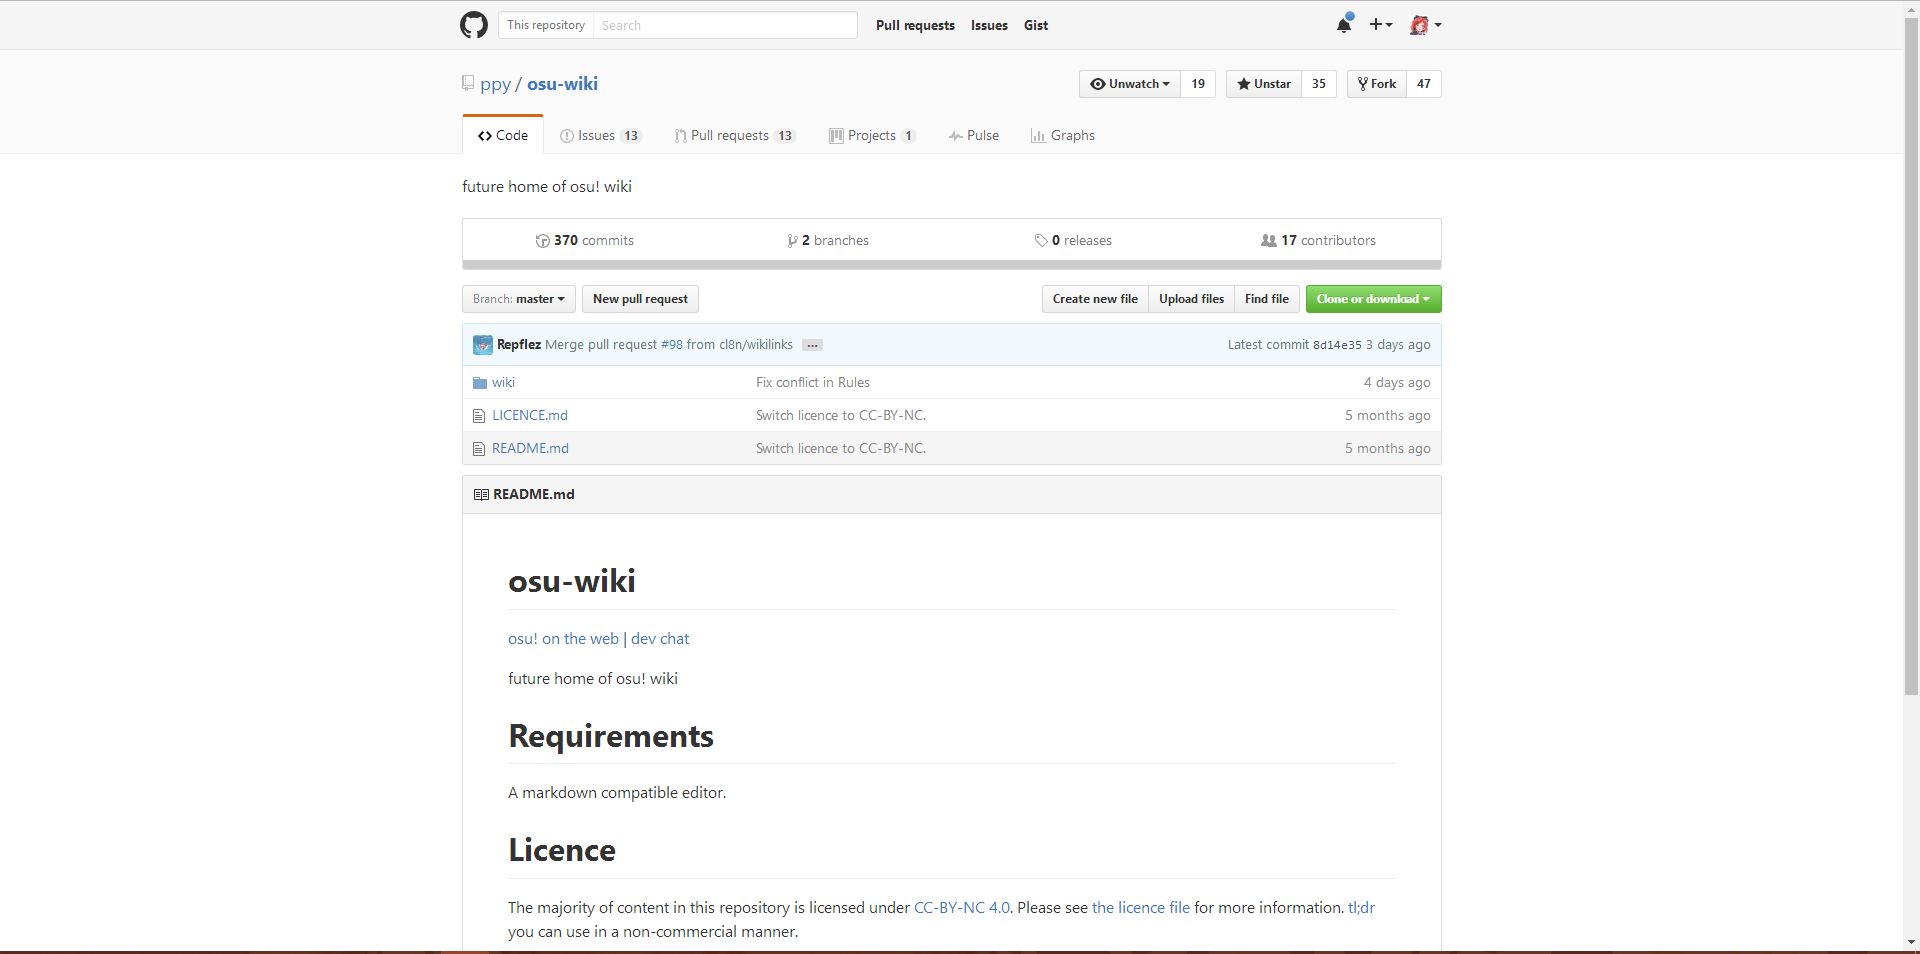 This repository Search Pull requests Issues Gist
ppy / osu-wiki Unwatch 19 Unstar 35 Fork 47
Code Issues 13 Pull requests 13 Projects 1 Pulse Graphs
future home of osu! wiki
370 commits 2 branches 0 releases 17 contributors
Branch: master New pull request Create new file Upload files Find file Clone or download
Repflez Merge pull request #98 from cl8n/wikilinks ... Latest commit 8d14e35 3 days ago
wiki Fix conflict in Rules 4 days ago
LICENCE.md Switch licence to CC-BY-NC. 5 months ago
README.md Switch licence to CC-BY-NC. 5 months ago
README.md
osu-wiki
osu! on the web | dev chat
future home of osu! wiki
Requirements
A markdown compatible editor.
Licence
The majority of content in this repository is licensed under CC-BY-NC 4.0. Please see the licence file for more information. tl;dr
you can use in a non-commercial manner.